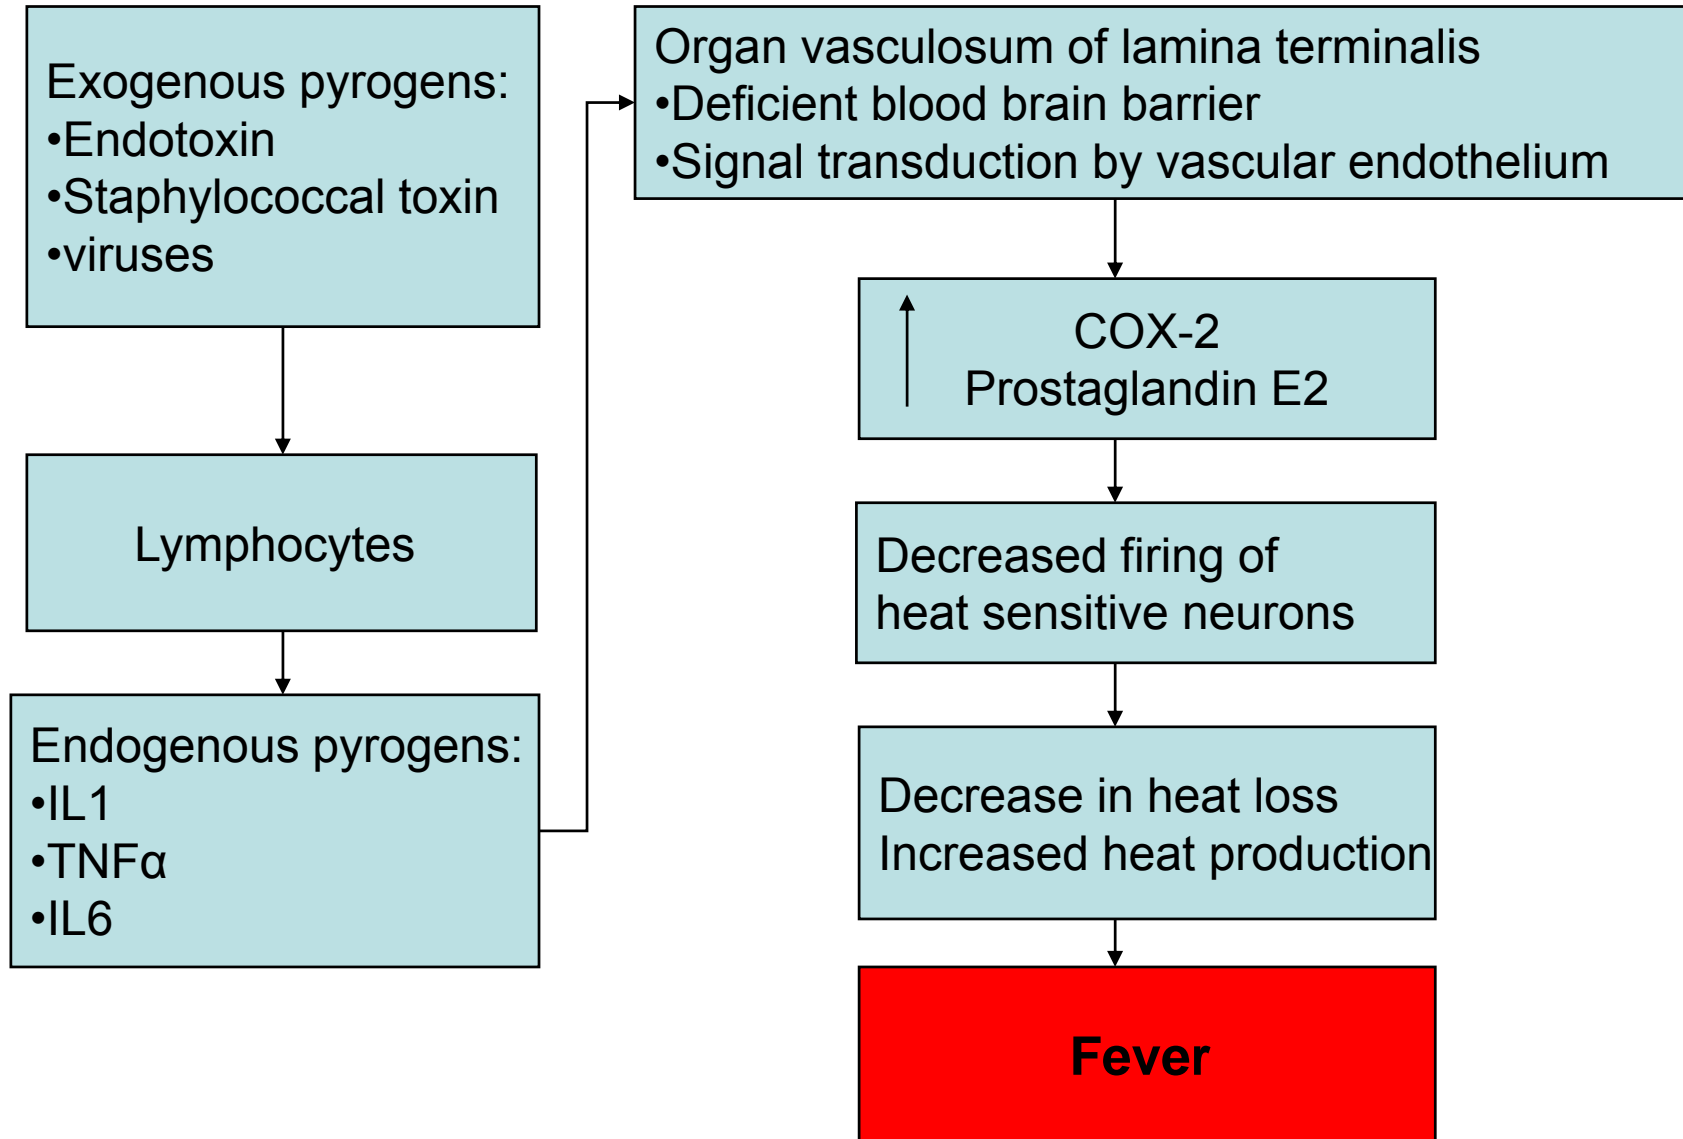 Exogenous pyrogens:
•Endotoxin
•Staphylococcal toxin
•viruses
Lymphocytes
Endogenous pyrogens:
•IL1
•TNFα
•IL6
Organ vasculosum of lamina terminalis
•Deficient blood brain barrier
•Signal transduction by vascular endothelium
COX-2
Prostaglandin E2
Decreased firing of
heat sensitive neurons
Decrease in heat loss
Increased heat production
Fever